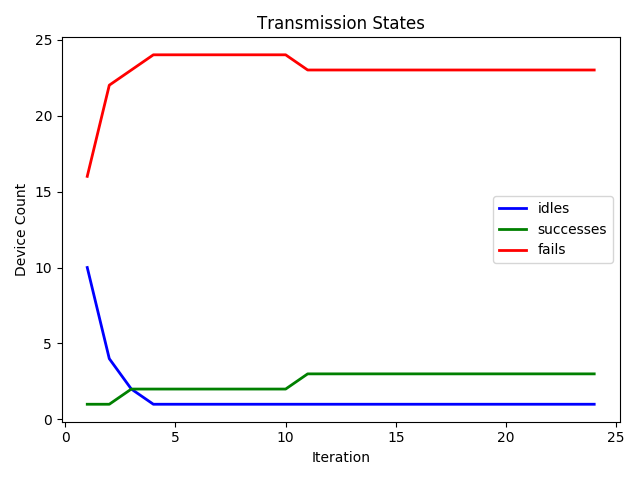 Transmission States
Device Count
25
20
15
10
5
0
idles
successes
fails
0 5 10 15 20 25
Iteration